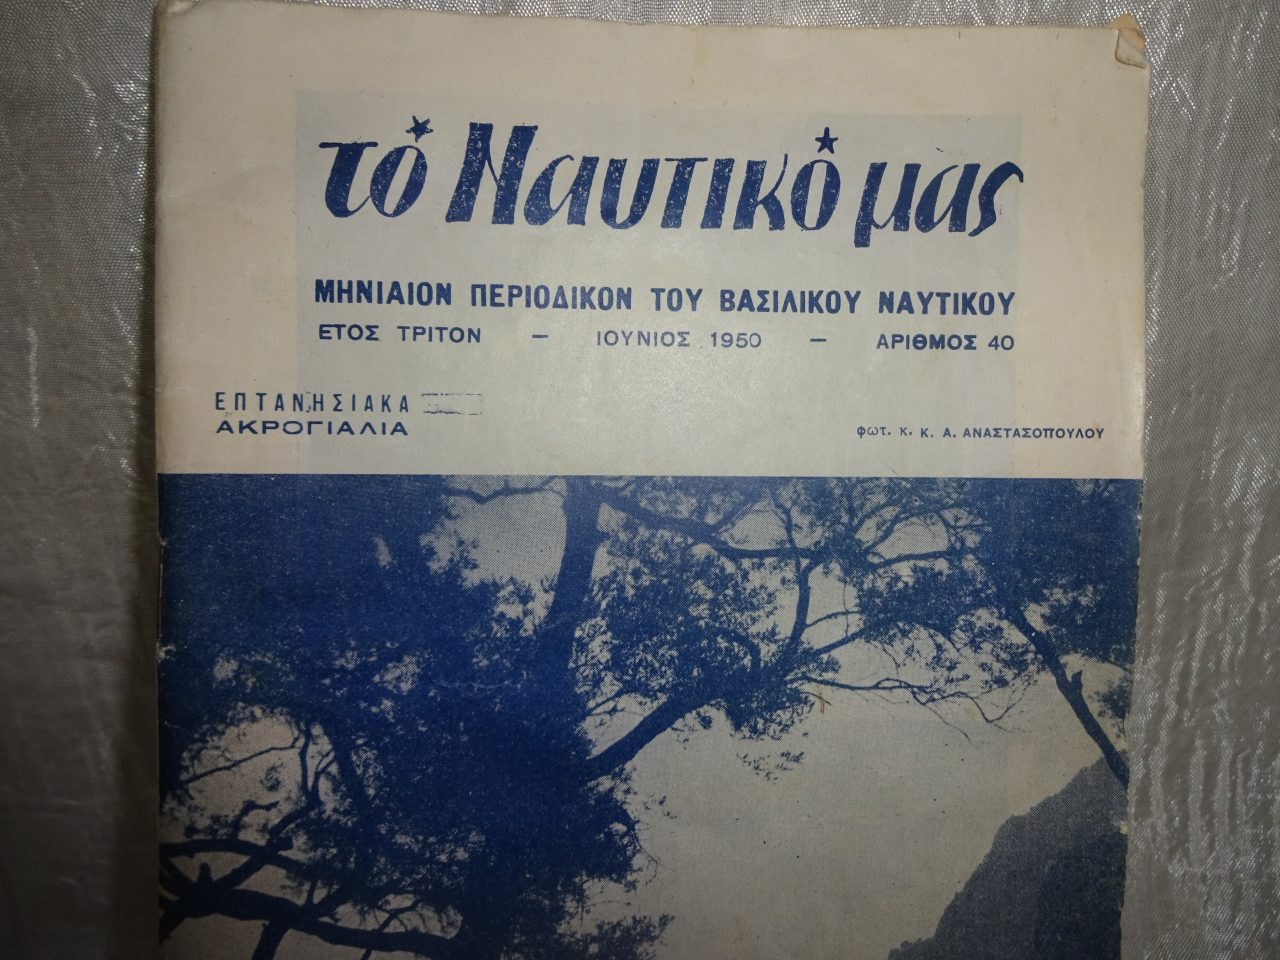 τὸ Ναυτικό μας
ΜΗΝΙΑΙΟΝ ΠΕΡΙΟΔΙΚΟΝ ΤΟΥ ΒΑΣΙΛΙΚΟΥ ΝΑΥΤΙΚΟΥ
ΕΤΟΣ ΤΡΙΤΟΝ — ΙΟΥΝΙΟΣ 1950 — ΑΡΙΘΜΟΣ 40
ΕΠΤΑΝΗΣΙΑΚΑ
ΑΚΡΟΓΙΑΛΙΑ
φωτ. κ. Κ. Α. ΑΝΑΣΤΑΣΟΠΟΥΛΟΥ